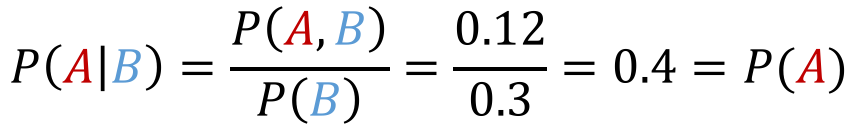 P(A|B) = P(A, B) / P(B) = 0.12 / 0.3 = 0.4 = P(A)